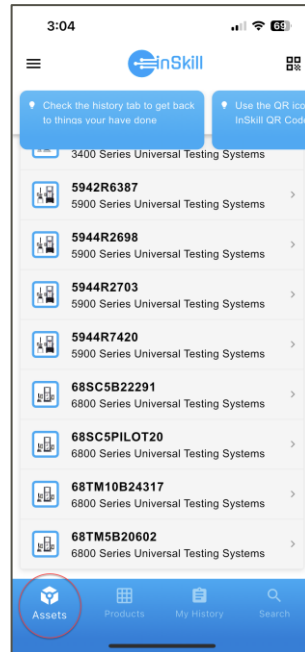 3:04
69
inSkill
Check the history tab to get back
to things your have done
Use the QR ico
InSkill QR Code
3400 Series Universal Testing Systems
5942R6387
5900 Series Universal Testing Systems
5944R2698
5900 Series Universal Testing Systems
5944R2703
5900 Series Universal Testing Systems
5944R7420
5900 Series Universal Testing Systems
68SC5B22291
6800 Series Universal Testing Systems
68SC5PILOT20
6800 Series Universal Testing Systems
68TM10B24317
6800 Series Universal Testing Systems
68TM5B20602
6800 Series Universal Testing Systems
Assets
Products
My History
Search